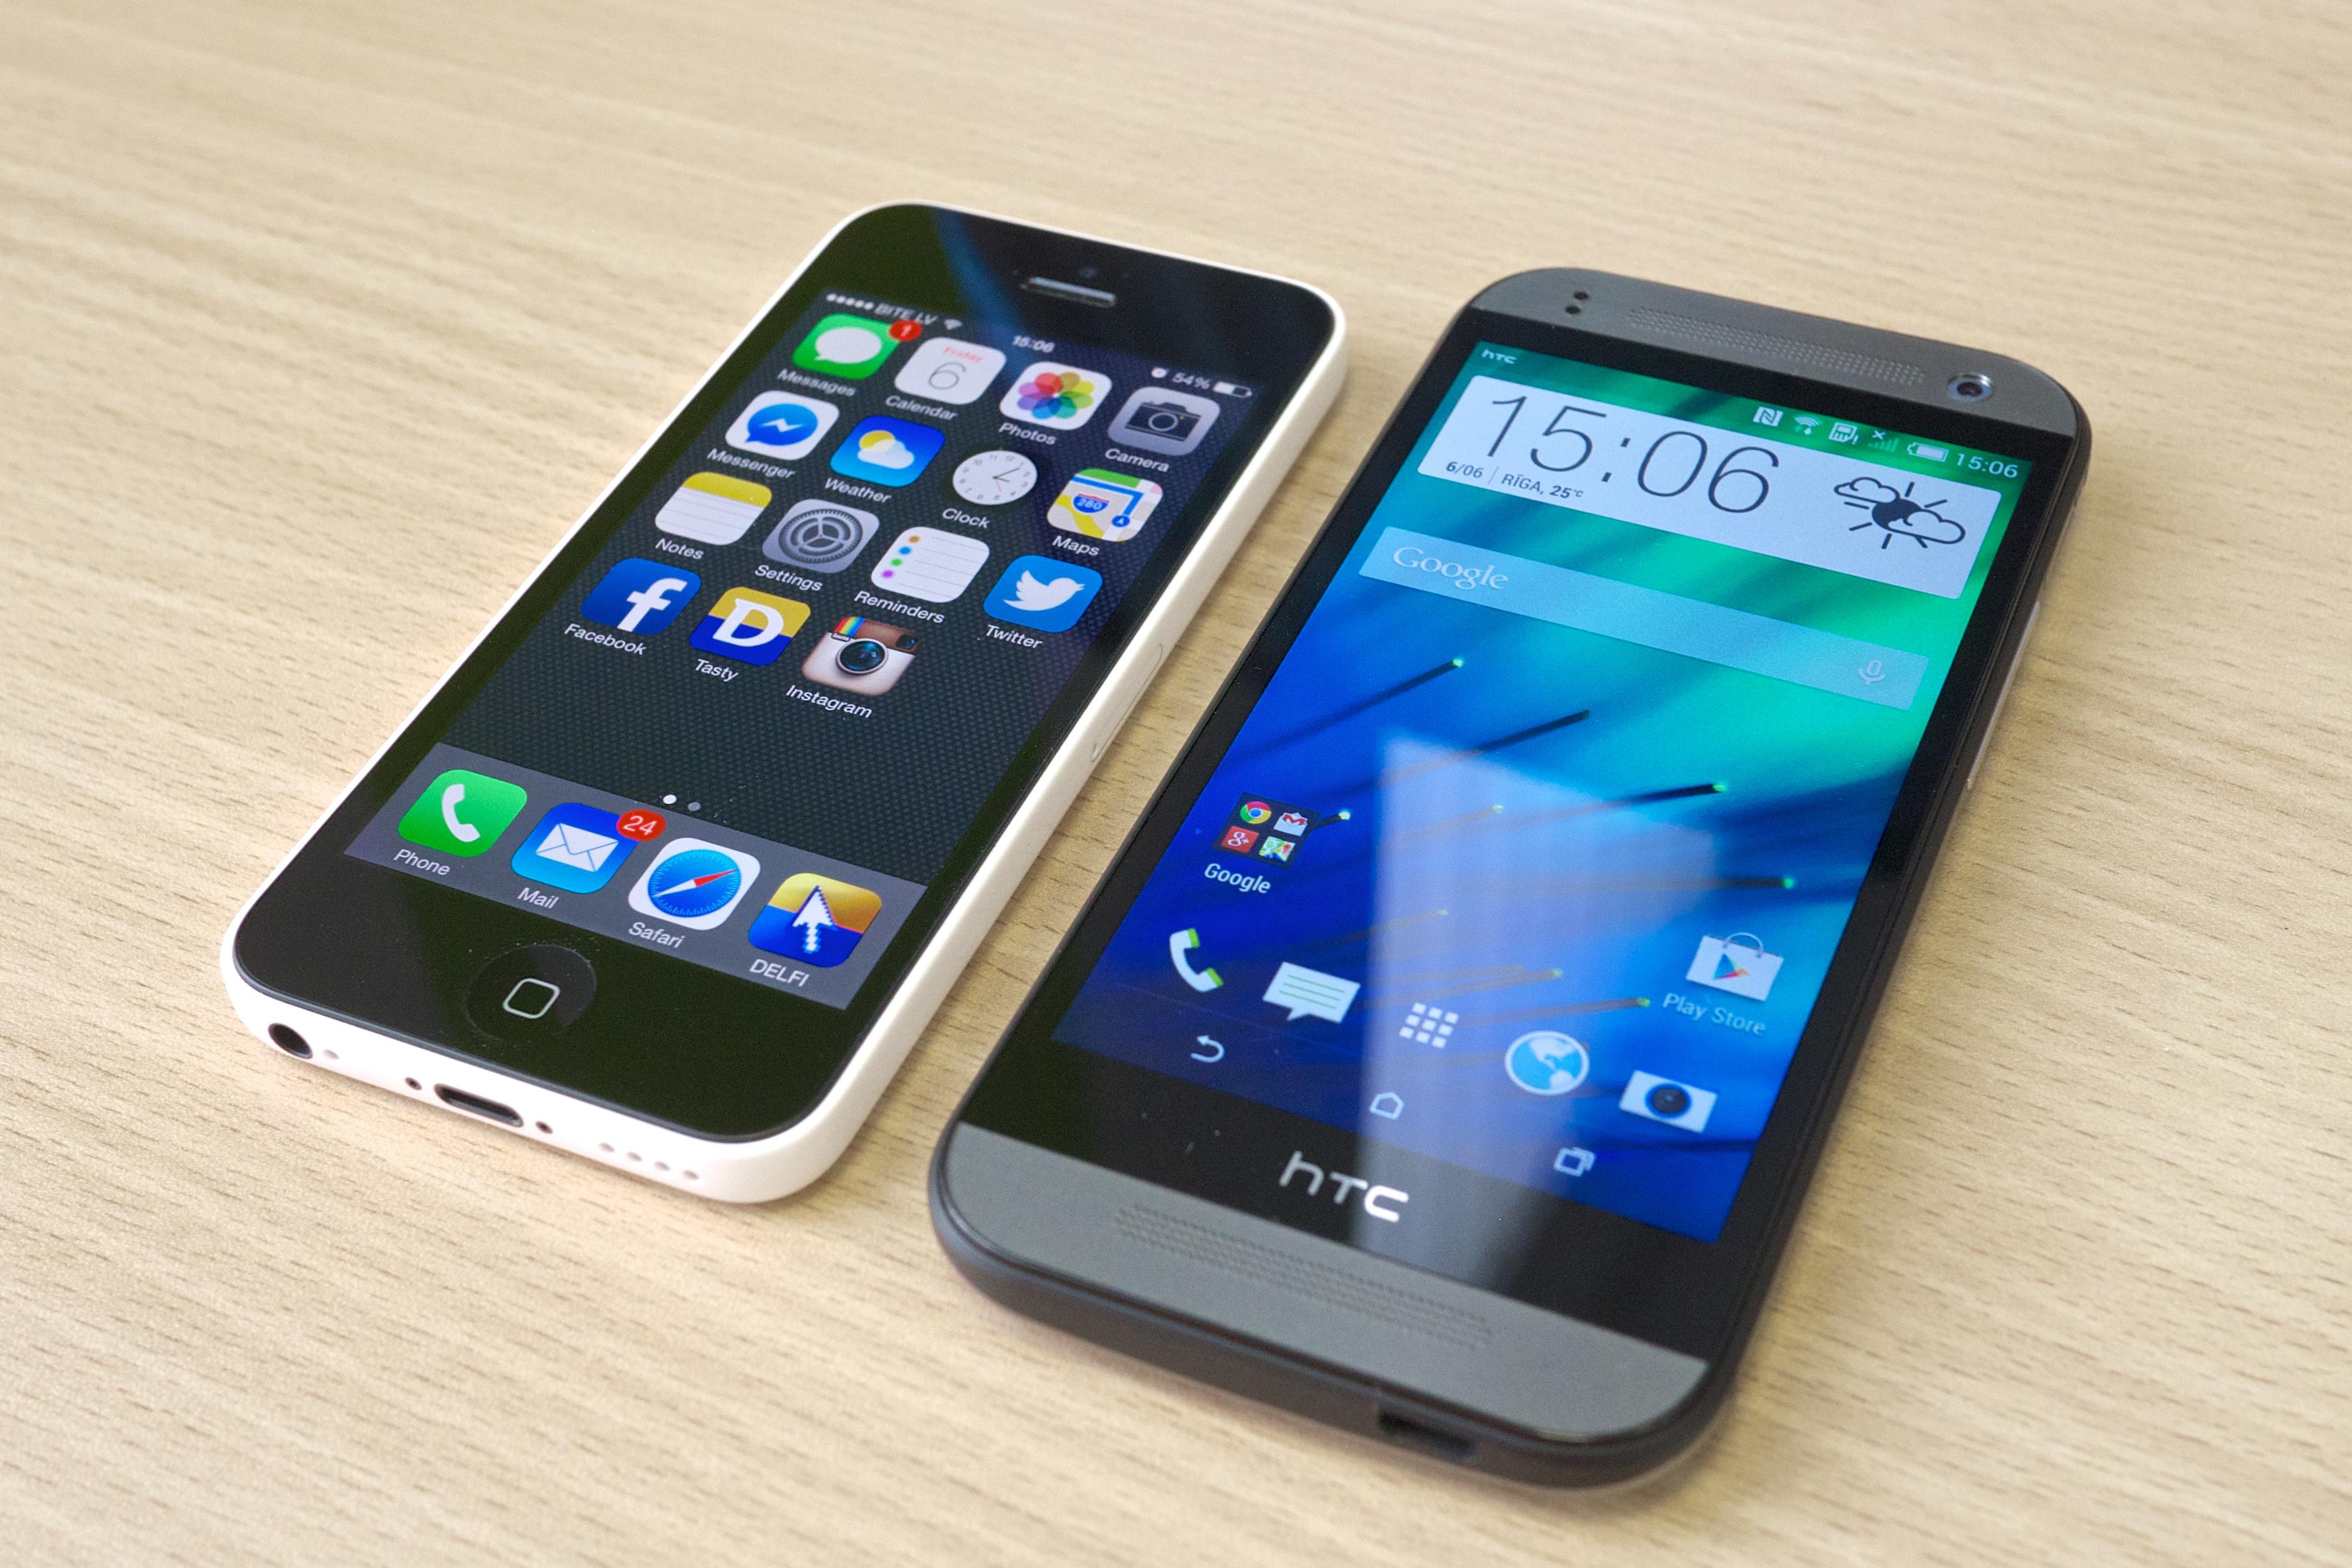 BITE LV
15:06
54%
1
Friday
6
Messages
Calendar
Photos
Camera
Messenger
Weather
Clock
280
Maps
Notes
Settings
Reminders
Twitter
f
D
Facebook
Tasty
Instagram
24
Phone
Mail
Safari
DELFI
hTC
15:06
15:06
6/06 | RĪGA, 25°C
Google
Google
Play Store
hTC